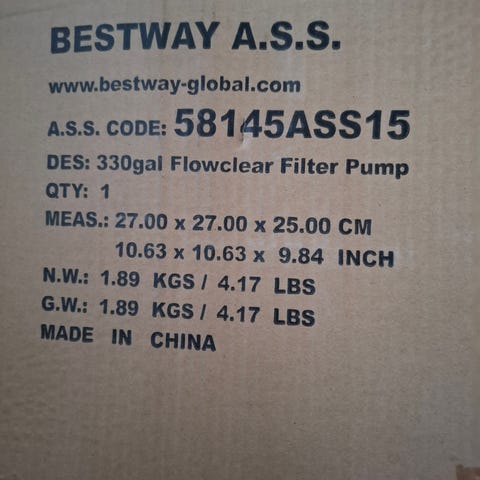 BESTWAY A.S.S.
www.bestway-global.com
A.S.S. CODE: 58145ASS15
DES: 330gal Flowclear Filter Pump
QTY: 1
MEAS.: 27.00 x 27.00 x 25.00 CM
10.63 x 10.63 x 9.84 INCH
N.W.: 1.89 KGS / 4.17 LBS
G.W.: 1.89 KGS / 4.17 LBS
MADE IN CHINA